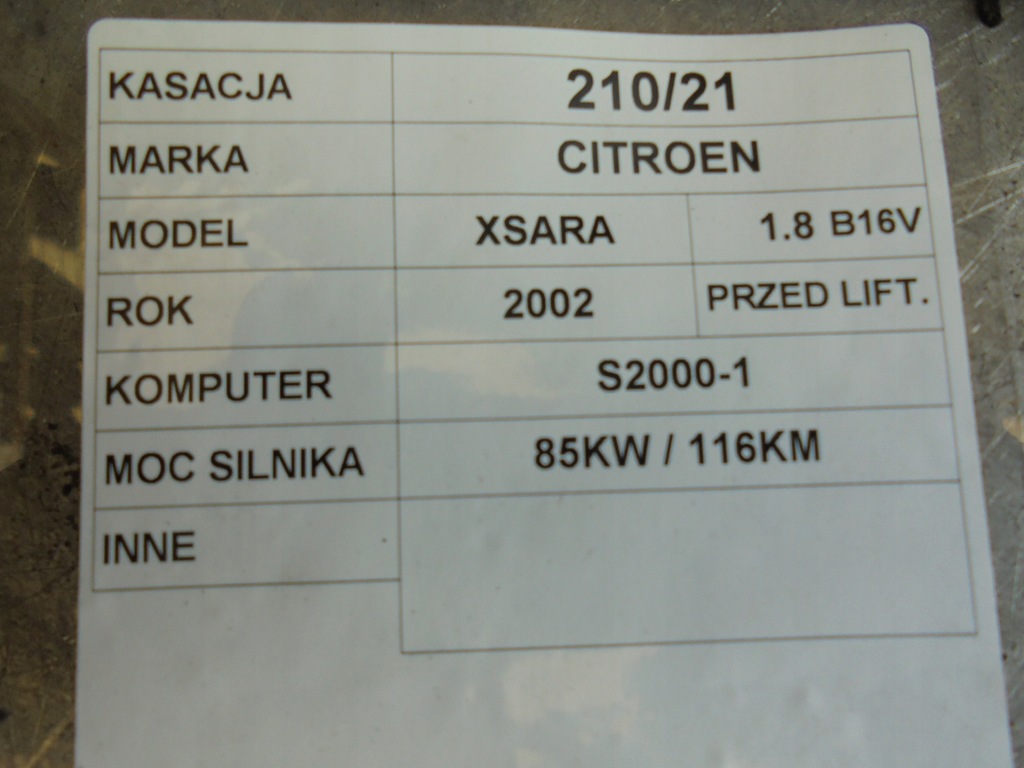 KASACJA 210/21
MARKA CITROEN
MODEL XSARA 1.8 B16V
ROK 2002 PRZED LIFT.
KOMPUTER S2000-1
MOC SILNIKA 85KW / 116KM
INNE